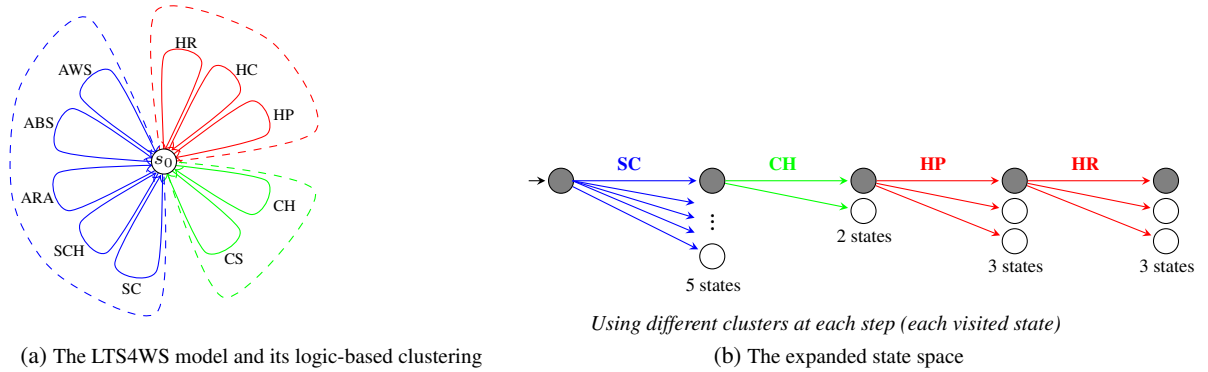 HR
HC
HP
AWS
ABS
ARA
SCH
SC
CS
CH
s0
SC CH HP HR
2 states
3 states
3 states
5 states
Using different clusters at each step (each visited state)
(a) The LTS4WS model and its logic-based clustering
(b) The expanded state space